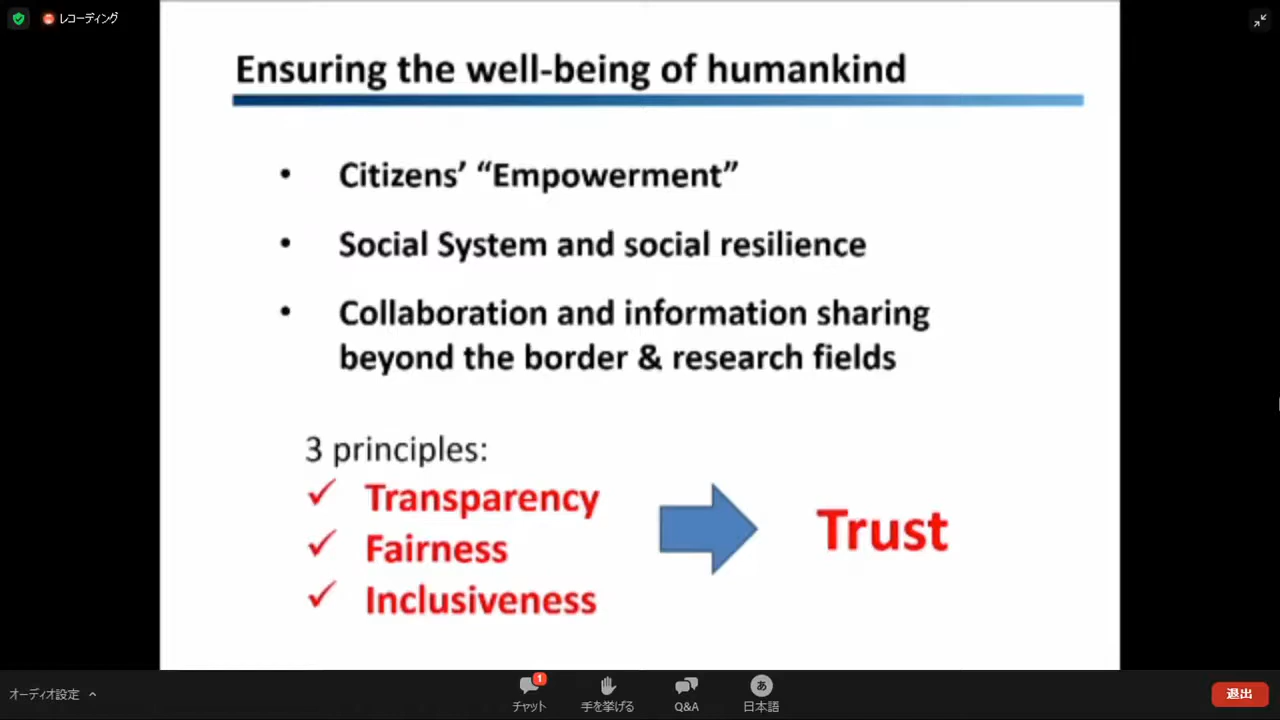 レコーディング
Ensuring the well-being of humankind
• Citizens’ “Empowerment”
• Social System and social resilience
• Collaboration and information sharing
beyond the border & research fields
3 principles:
✓ Transparency
✓ Fairness
✓ Inclusiveness
Trust
オーディオ設定
1
チャット
手を挙げる
Q&A
あ
日本語
退出